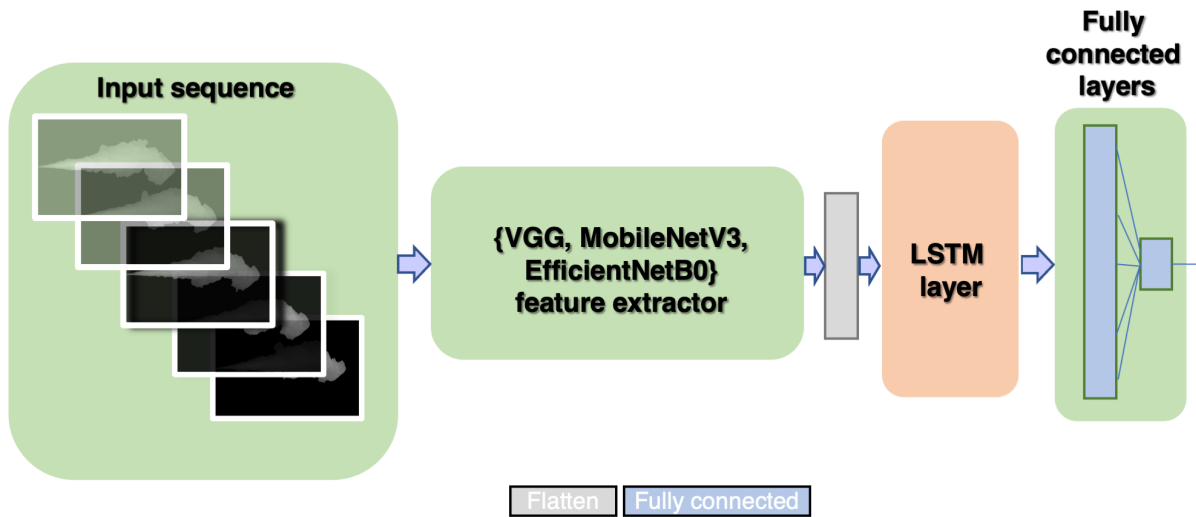 Input sequence
{VGG, MobileNetV3,
EfficientNetB0}
feature extractor
LSTM
layer
Fully
connected
layers
Flatten
Fully connected